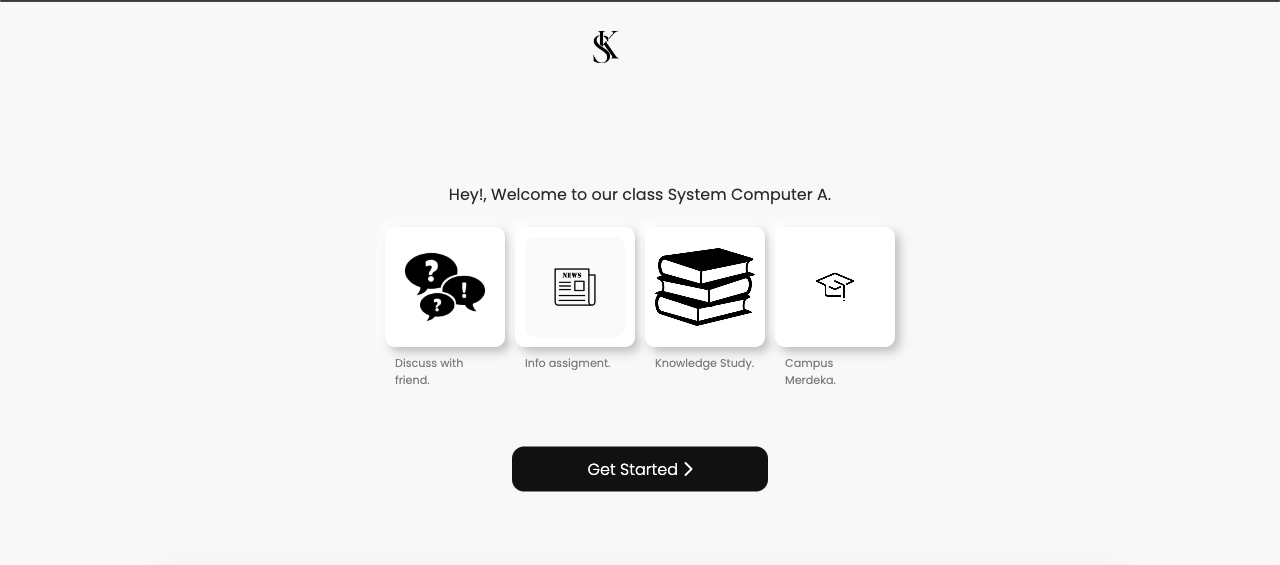 SK
Hey!, Welcome to our class System Computer A.
? ! ?
NEWS
Discuss with
friend.
Info assigment.
Knowledge Study.
Campus
Merdeka.
Get Started